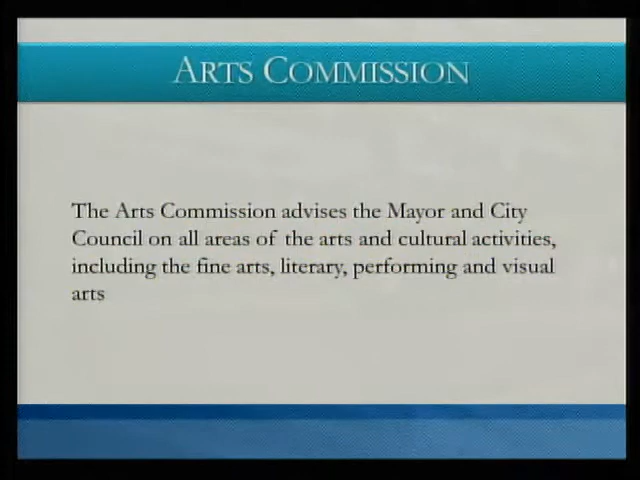 ARTS COMMISSION
The Arts Commission advises the Mayor and City
Council on all areas of the arts and cultural activities,
including the fine arts, literary, performing and visual
arts